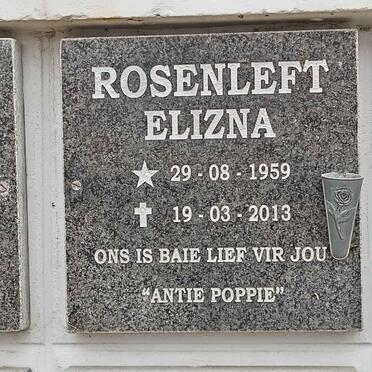 ROSENLEFT
ELIZNA
29 - 08 - 1959
19 - 03 - 2013
ONS IS BAIE LIEF VIR JOU
“ANTIE POPPIE”